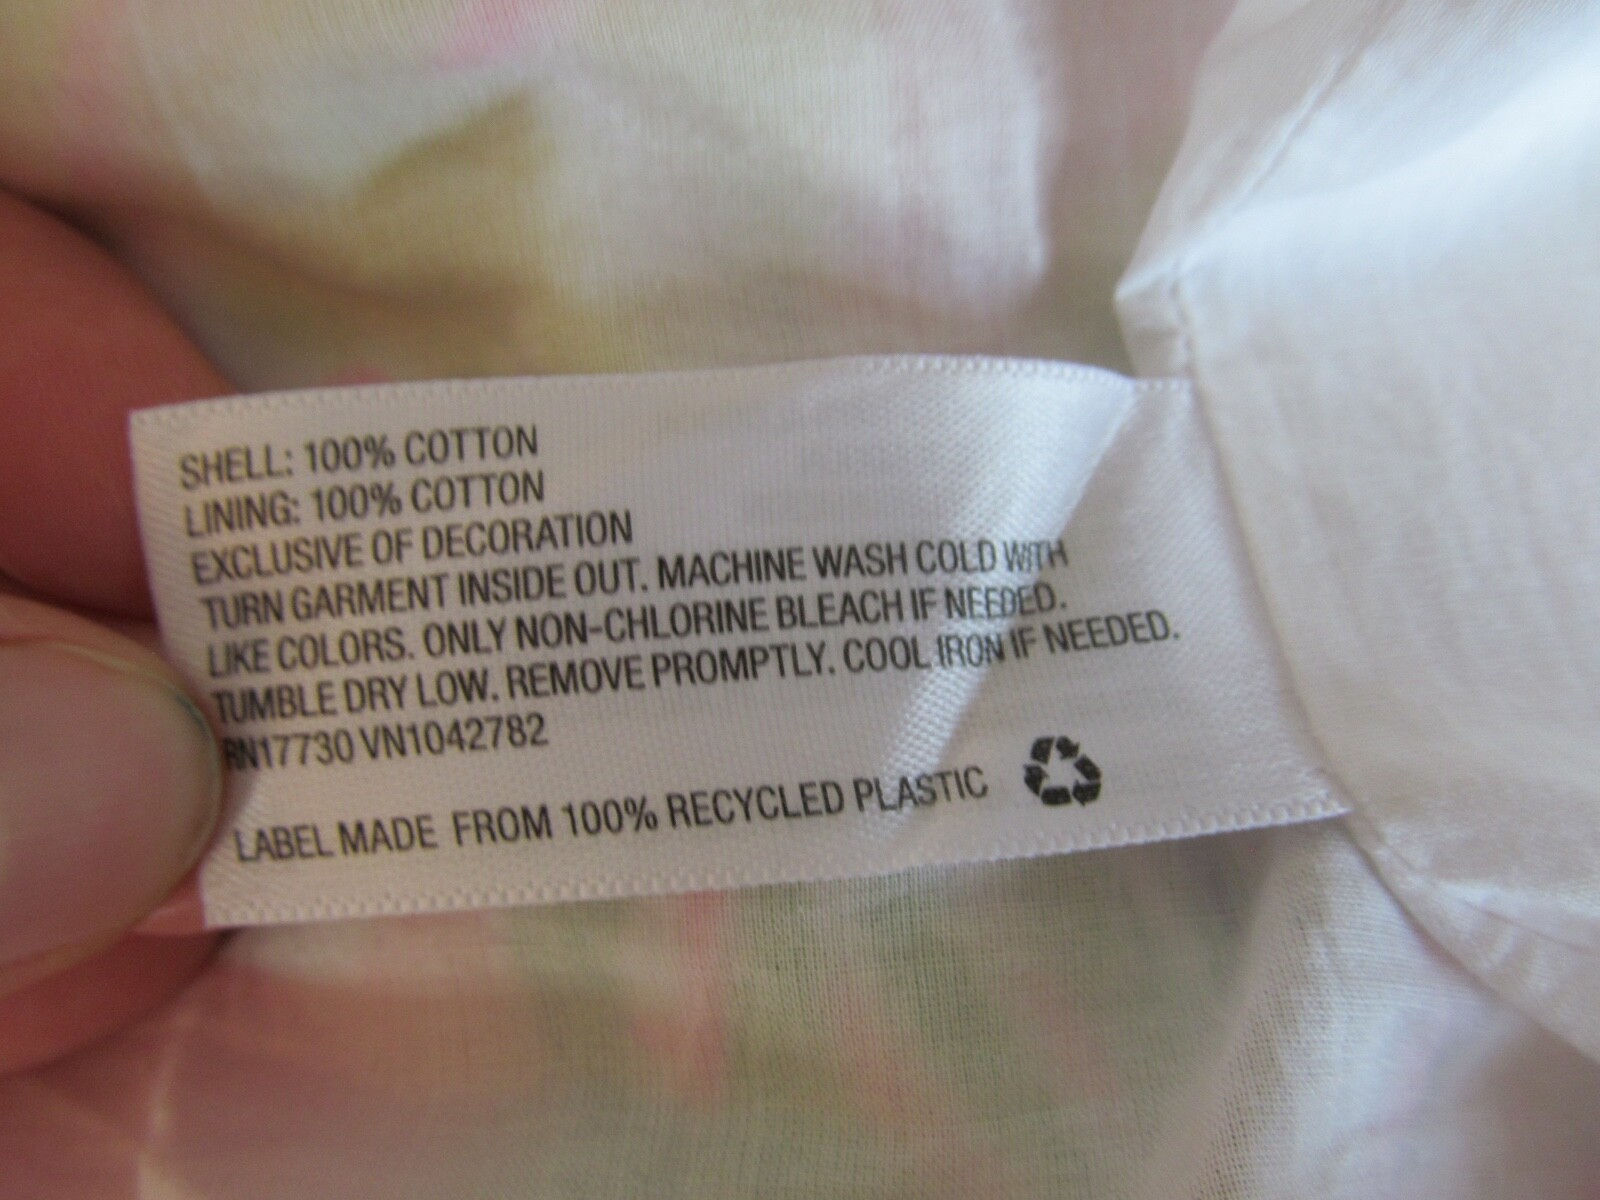 SHELL: 100% COTTON
LINING: 100% COTTON
EXCLUSIVE OF DECORATION
TURN GARMENT INSIDE OUT. MACHINE WASH COLD WITH
LIKE COLORS. ONLY NON-CHLORINE BLEACH IF NEEDED.
TUMBLE DRY LOW. REMOVE PROMPTLY. COOL IRON IF NEEDED.
RN17730 VN1042782
LABEL MADE FROM 100% RECYCLED PLASTIC